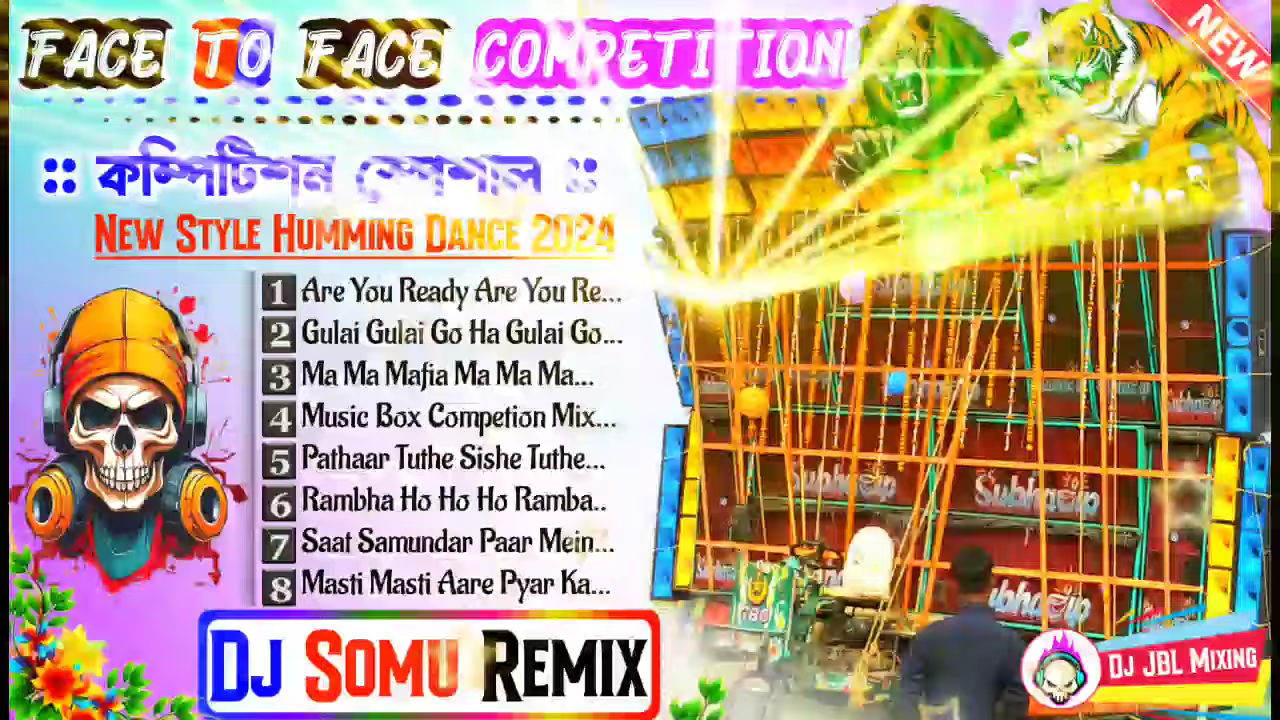 FACE TO FACE COMPETITION
NEW
:: কম্পিটিশন স্পেশাল ::
NEW STYLE HUMMING DANCE 2024
1 Are You Ready Are You Re...
2 Gulai Gulai Go Ha Gulai Go...
3 Ma Ma Mafia Ma Ma Ma...
4 Music Box Competion Mix...
5 Pathaar Tuthe Sishe Tuthe...
6 Rambha Ho Ho Ho Ramba..
7 Saat Samundar Paar Mein...
8 Masti Masti Aare Pyar Ka...
DJ SOMU REMIX
DJ JBL MIXING